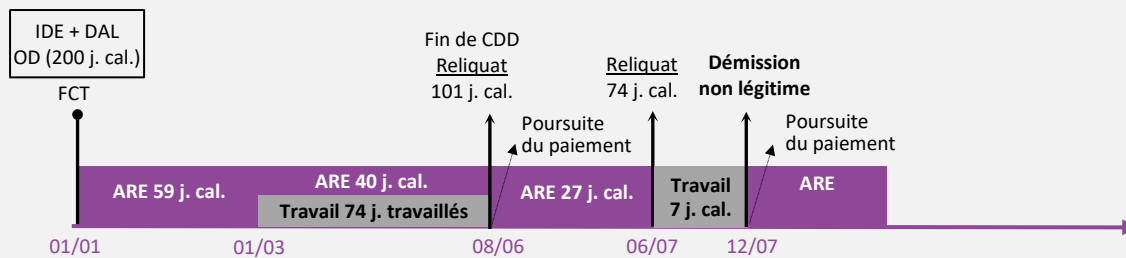 IDE + DAL
OD (200 j. cal.)
FCT
Fin de CDD
Reliquat
101 j. cal.
Poursuite
du paiement
Reliquat
74 j. cal.
Démission
non légitime
Poursuite
du paiement
ARE 59 j. cal.
ARE 40 j. cal.
Travail 74 j. travaillés
ARE 27 j. cal.
Travail
7 j. cal.
ARE
01/01
01/03
08/06
06/07
12/07